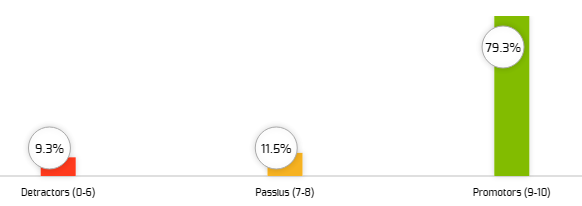 9.3%
11.5%
79.3%
Detractors (0-6)
Passius (7-8)
Promotors (9-10)